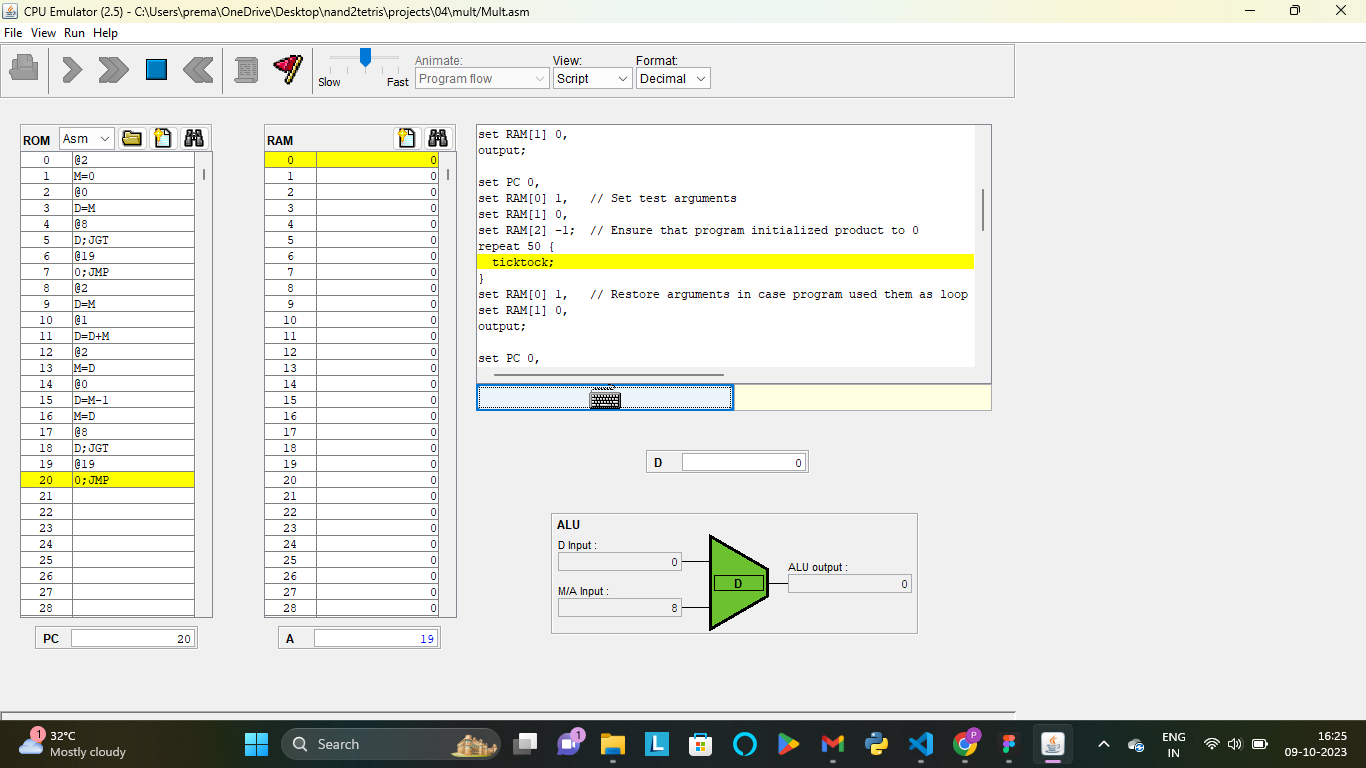 CPU Emulator (2.5) - C:\Users\prema\OneDrive\Desktop\nand2tetris\projects\04\mult/Mult.asm
File View Run Help
Slow Fast
Animate:
Program flow
View:
Script
Format:
Decimal
ROM Asm
0 @2
1 M=0
2 @0
3 D=M
4 @8
5 D;JGT
6 @19
7 0;JMP
8 @2
9 D=M
10 @1
11 D=D+M
12 @2
13 M=D
14 @0
15 D=M-1
16 M=D
17 @8
18 D;JGT
19 @19
20 0;JMP
21
22
23
24
25
26
27
28
PC 20
RAM
0 0
1 0
2 0
3 0
4 0
5 0
6 0
7 0
8 0
9 0
10 0
11 0
12 0
13 0
14 0
15 0
16 0
17 0
18 0
19 0
20 0
21 0
22 0
23 0
24 0
25 0
26 0
27 0
28 0
A 19
set RAM[1] 0,
output;
set PC 0,
set RAM[0] 1, // Set test arguments
set RAM[1] 0,
set RAM[2] -1; // Ensure that program initialized product to 0
repeat 50 {
ticktock;
}
set RAM[0] 1, // Restore arguments in case program used them as loop
set RAM[1] 0,
output;
set PC 0,
D 0
ALU
D Input :
0
M/A Input :
8
D
ALU output :
0
1
32°C
Mostly cloudy
Search
1
L
P
ENG
IN
16:25
09-10-2023